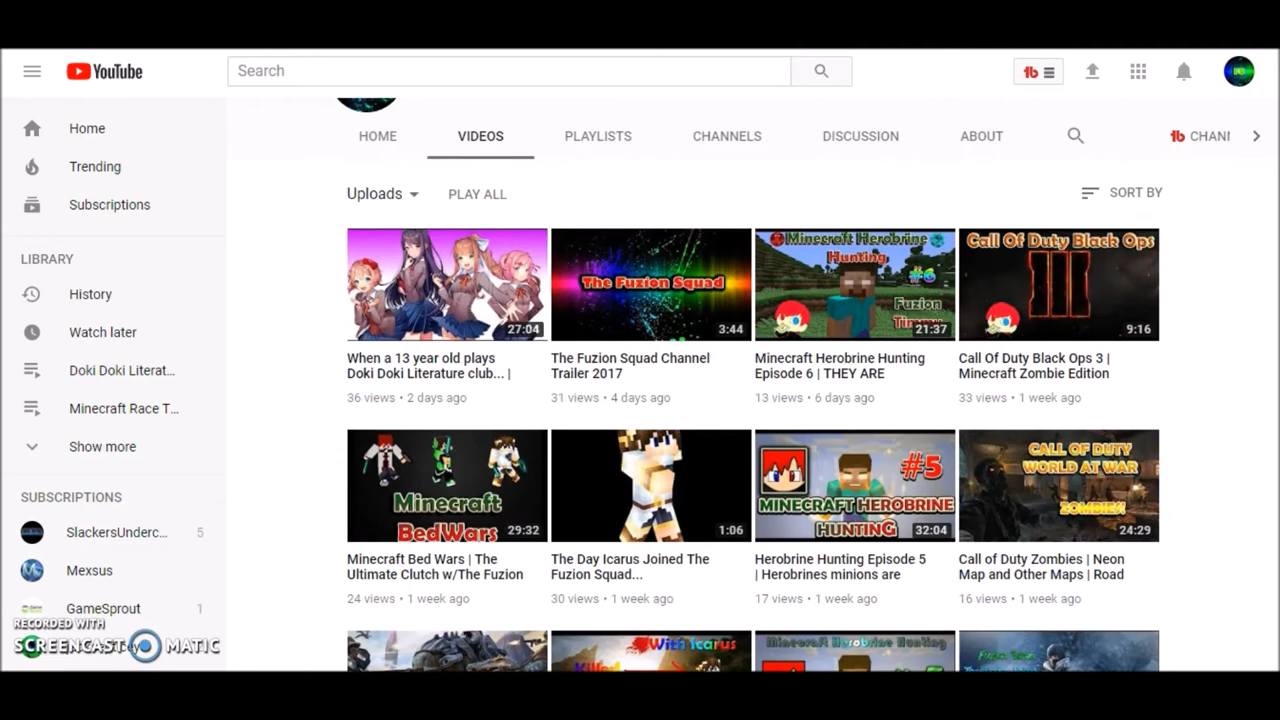 YouTube
Search
Home
Trending
Subscriptions
LIBRARY
History
Watch later
Doki Doki Literat...
Minecraft Race T...
Show more
SUBSCRIPTIONS
SlackersUnderc... 5
Mexsus
GameSprout 1
RECORDED WITH
SCREENCAST MATIC
HOME VIDEOS PLAYLISTS CHANNELS DISCUSSION ABOUT CHANI
Uploads PLAY ALL SORT BY
27:04
When a 13 year old plays
Doki Doki Literature club... |
36 views • 2 days ago
The Fuzion Squad
3:44
The Fuzion Squad Channel
Trailer 2017
31 views • 4 days ago
Minecraft Herobrine
Hunting
#6
Fuzion
21:37
Minecraft Herobrine Hunting
Episode 6 | THEY ARE
13 views • 6 days ago
Call Of Duty Black Ops
III
9:16
Call Of Duty Black Ops 3 |
Minecraft Zombie Edition
33 views • 1 week ago
Minecraft
BedWars
29:32
Minecraft Bed Wars | The
Ultimate Clutch w/The Fuzion
24 views • 1 week ago
1:06
The Day Icarus Joined The
Fuzion Squad...
30 views • 1 week ago
#5
MINECRAFT HEROBRINE
HUNTING
32:04
Herobrine Hunting Episode 5
| Herobrines minions are
17 views • 1 week ago
CALL OF DUTY
WORLD AT WAR
ZOMBIES!
24:29
Call of Duty Zombies | Neon
Map and Other Maps | Road
16 views • 1 week ago
With Icarus
Killed
Minecraft Herobrine Hunting